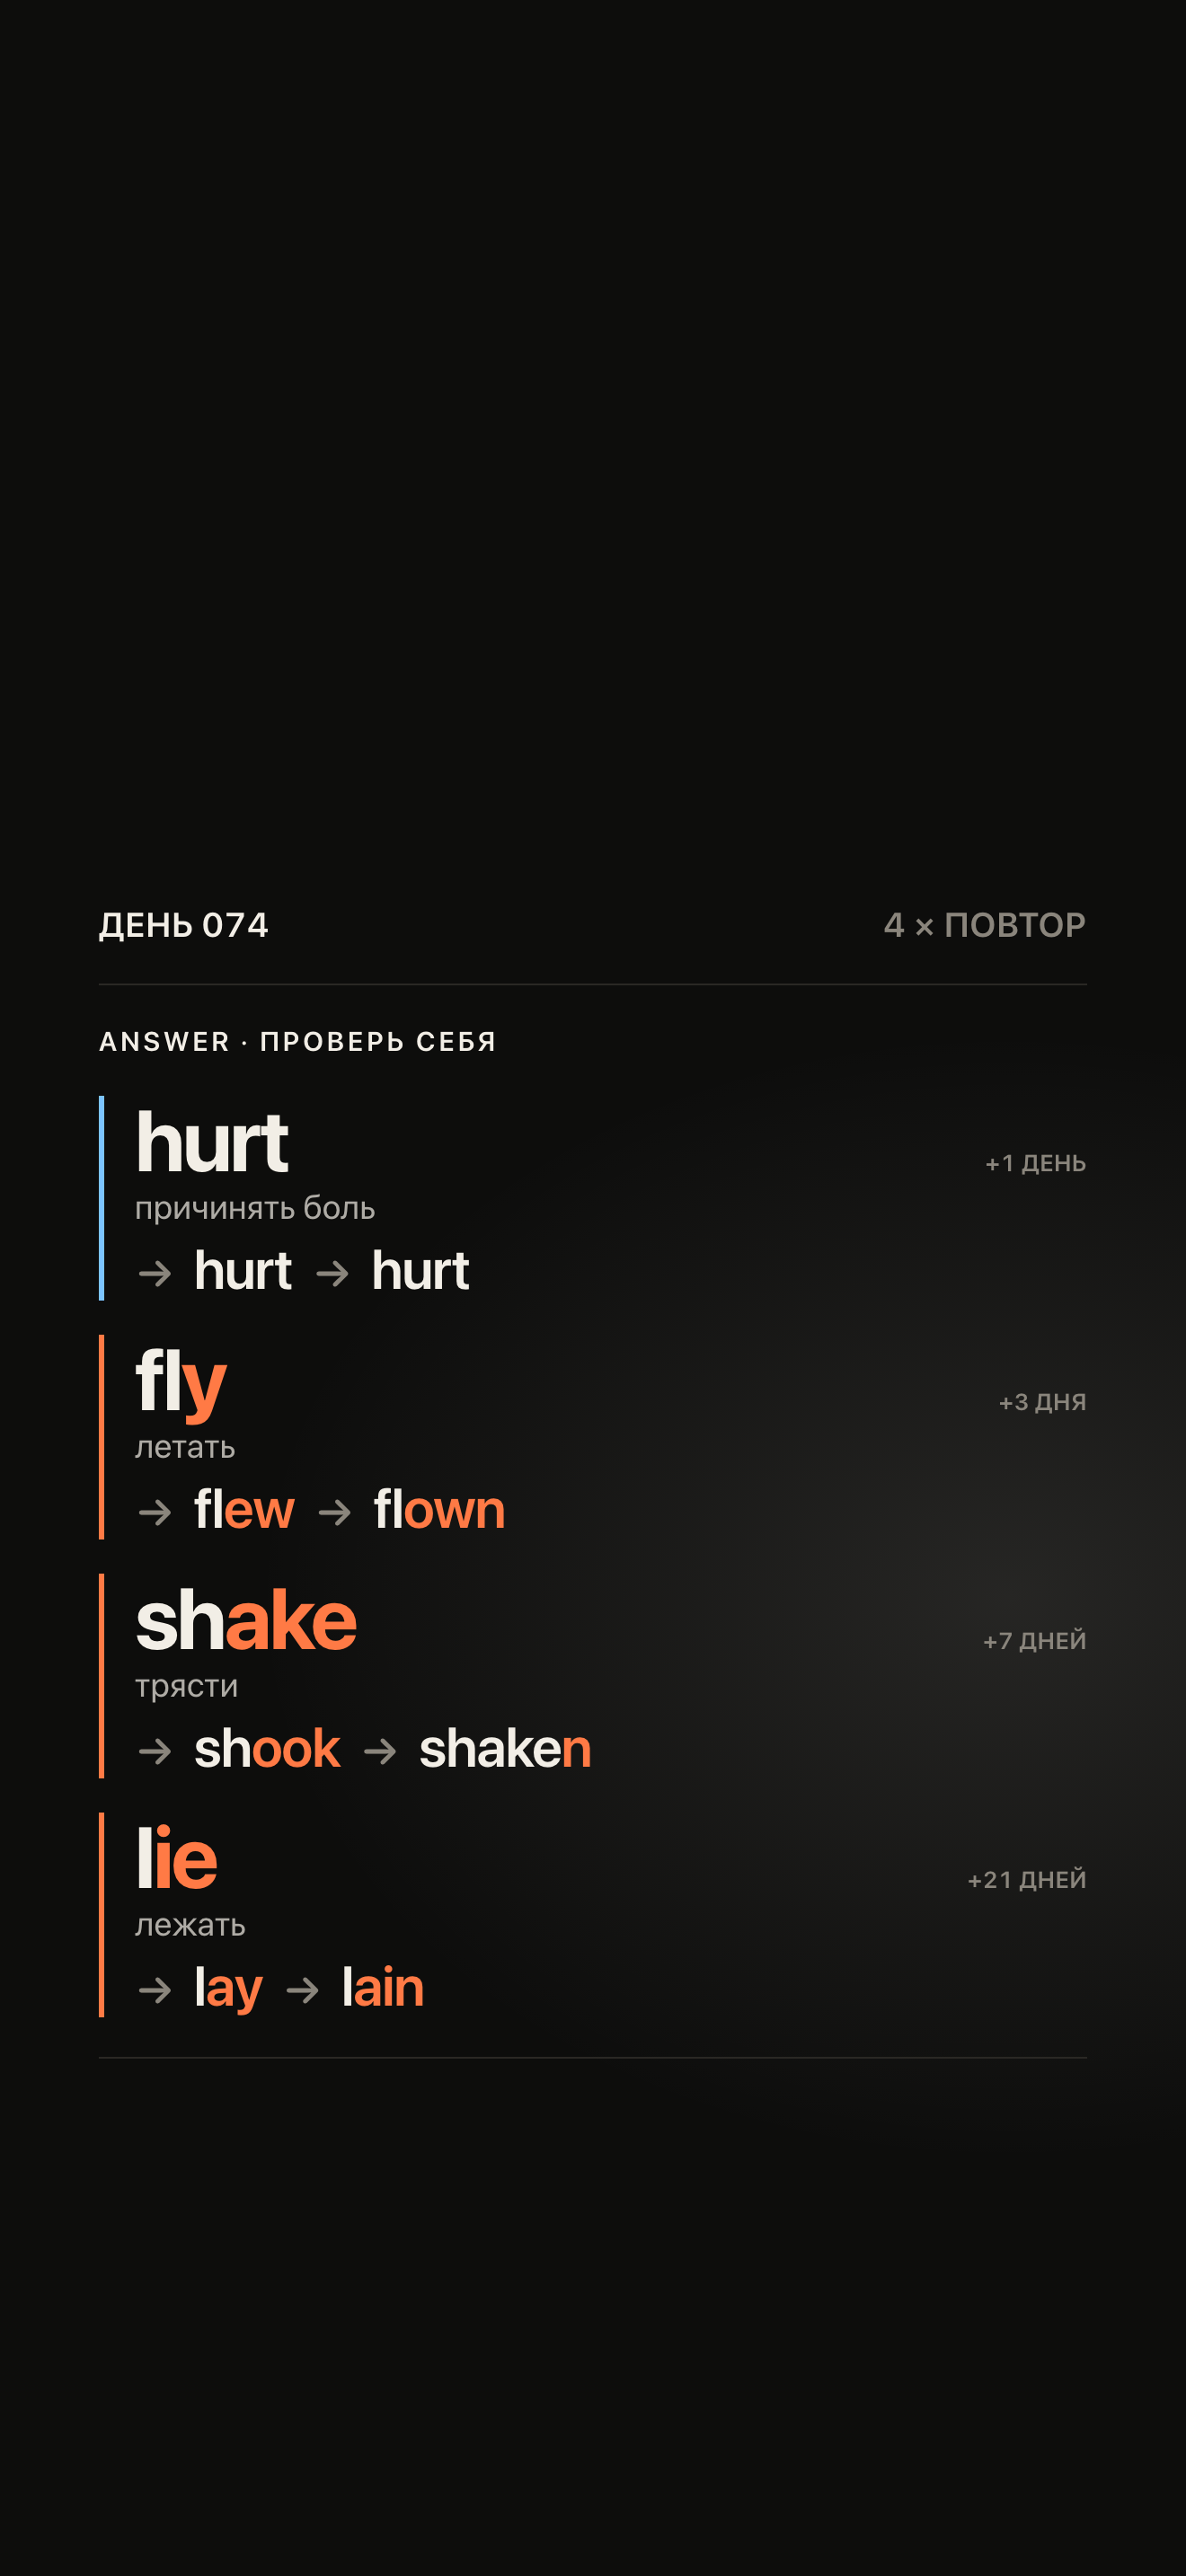 ДЕНЬ 074
4 × ПОВТОР
ANSWER · ПРОВЕРЬ СЕБЯ
hurt
+1 ДЕНЬ
причинять боль
→ hurt → hurt
fly
+3 ДНЯ
летать
→ flew → flown
shake
+7 ДНЕЙ
трясти
→ shook → shaken
lie
+21 ДНЕЙ
лежать
→ lay → lain